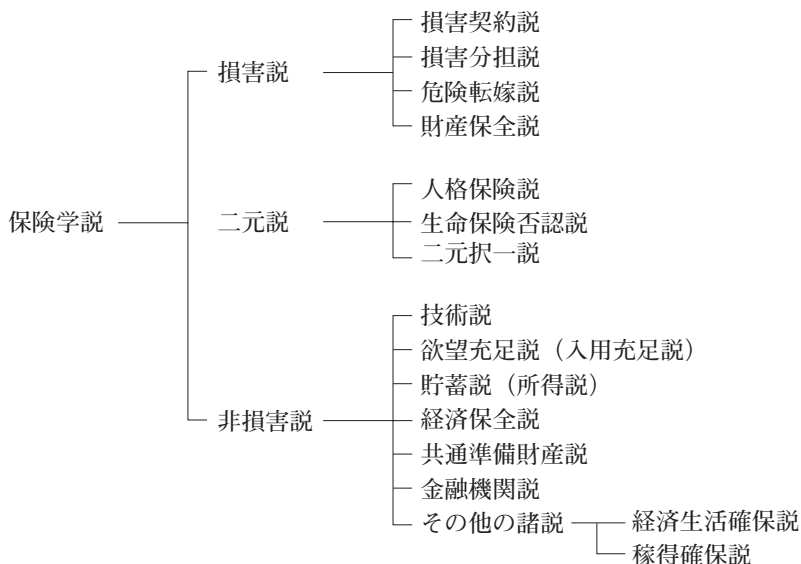 保険学説
損害説
損害契約説
損害分担説
危険転嫁説
財産保全説
二元説
人格保険説
生命保険否認説
二元択一説
非損害説
技術説
欲望充足説（入用充足説）
貯蓄説（所得説）
経済保全説
共通準備財産説
金融機関説
その他の諸説
経済生活確保説
稼得確保説